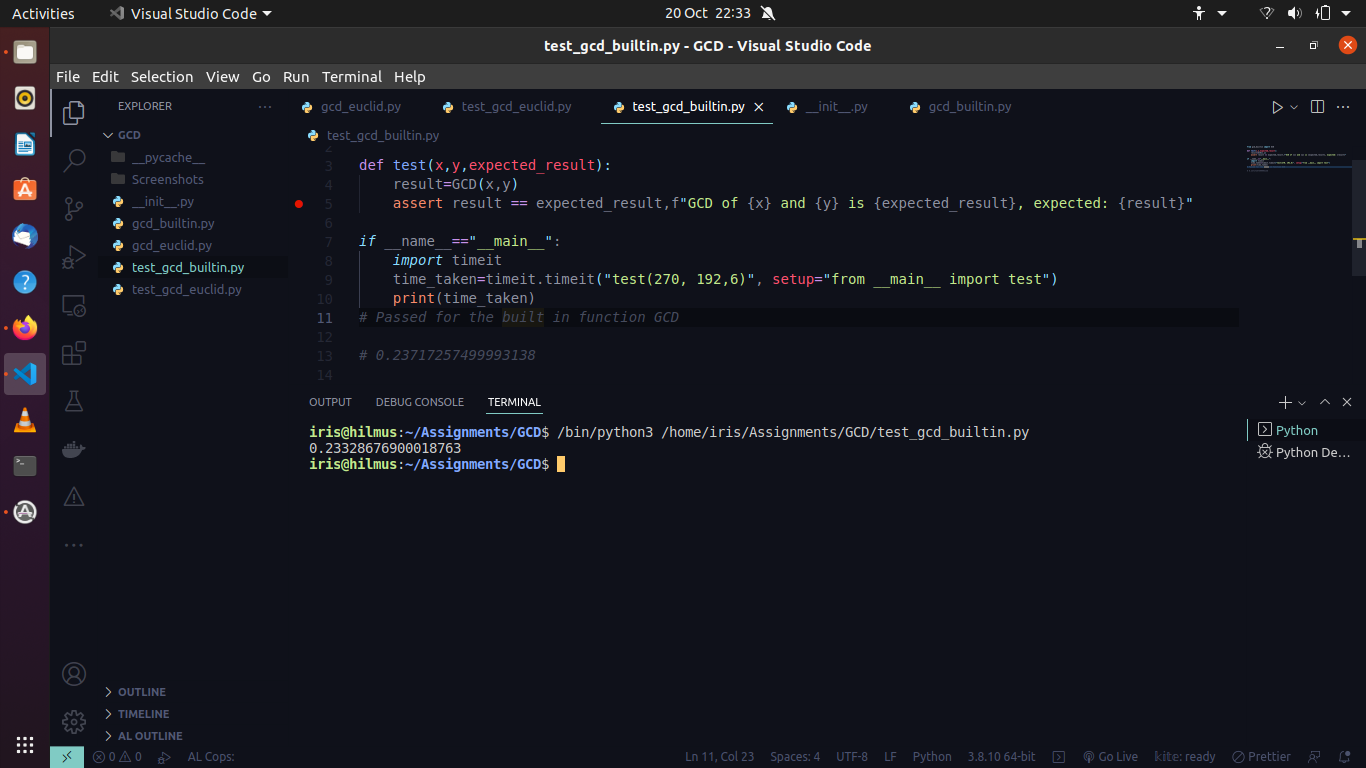 Activities Visual Studio Code 20 Oct 22:33
test_gcd_builtin.py - GCD - Visual Studio Code
File Edit Selection View Go Run Terminal Help
EXPLORER
GCD
__pycache__
Screenshots
__init__.py
gcd_builtin.py
gcd_euclid.py
test_gcd_builtin.py
test_gcd_euclid.py
OUTLINE
TIMELINE
AL OUTLINE
gcd_euclid.py test_gcd_euclid.py test_gcd_builtin.py __init__.py gcd_builtin.py
test_gcd_builtin.py
2
3 def test(x,y,expected_result):
4 result=GCD(x,y)
5 assert result == expected_result,f"GCD of {x} and {y} is {expected_result}, expected: {result}"
6
7 if __name__=="__main__":
8 import timeit
9 time_taken=timeit.timeit("test(270, 192,6)", setup="from __main__ import test")
10 print(time_taken)
11 # Passed for the built in function GCD
12
13 # 0.23717257499993138
14
OUTPUT DEBUG CONSOLE TERMINAL
iris@hilmus:~/Assignments/GCD$ /bin/python3 /home/iris/Assignments/GCD/test_gcd_builtin.py
0.23328676900018763
iris@hilmus:~/Assignments/GCD$
Python
Python De...
0 0 AL Cops: Ln 11, Col 23 Spaces: 4 UTF-8 LF Python 3.8.10 64-bit Go Live kite: ready Prettier